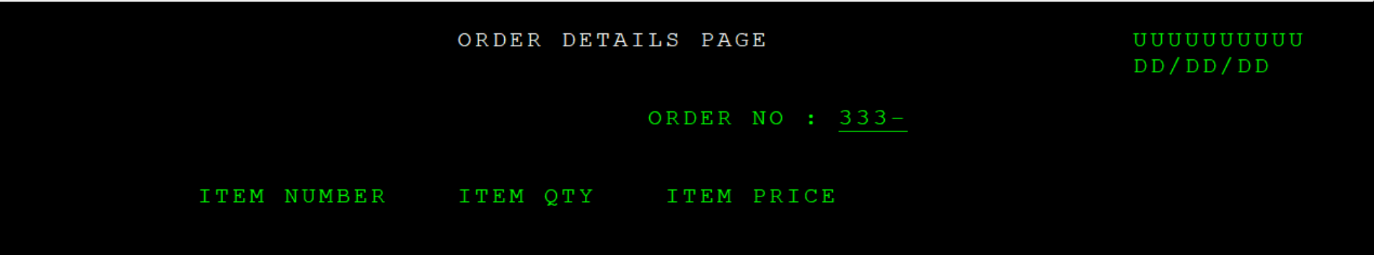 ORDER DETAILS PAGE UUUUUUUUUU
DD/DD/DD
ORDER NO : 333-
ITEM NUMBER ITEM QTY ITEM PRICE